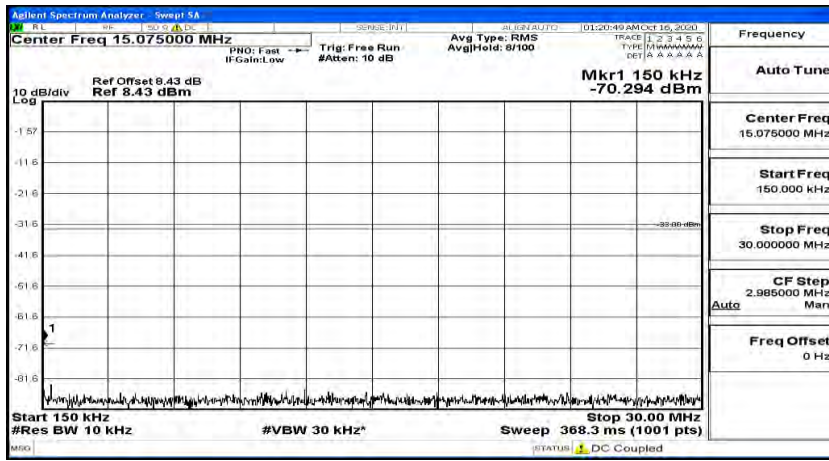 Agilent Spectrum Analyzer - Swept SA
RL RF 50 Ω DC SENSE:INT ALIGN AUTO 01:20:49 AM Oct 16, 2020
Center Freq 15.075000 MHz
PNO: Fast
IFGain:Low
Trig: Free Run
#Atten: 10 dB
Avg Type: RMS
Avg|Hold: 8/100
TRACE 1 2 3 4 5 6
TYPE M
DET A A A A A A
Frequency
Auto Tune
Ref Offset 8.43 dB
Ref 8.43 dBm
Mkr1 150 kHz
-70.294 dBm
10 dB/div
Log
-1.57
-11.6
-21.6
-31.6
-41.6
-51.6
-61.6
-71.6
-81.6
-33.00 dBm
1
Center Freq
15.075000 MHz
Start Freq
150.000 kHz
Stop Freq
30.000000 MHz
CF Step
2.985000 MHz
Auto Man
Freq Offset
0 Hz
Start 150 kHz
Stop 30.00 MHz
#Res BW 10 kHz
#VBW 30 kHz*
Sweep 368.3 ms (1001 pts)
MSG
STATUS DC Coupled